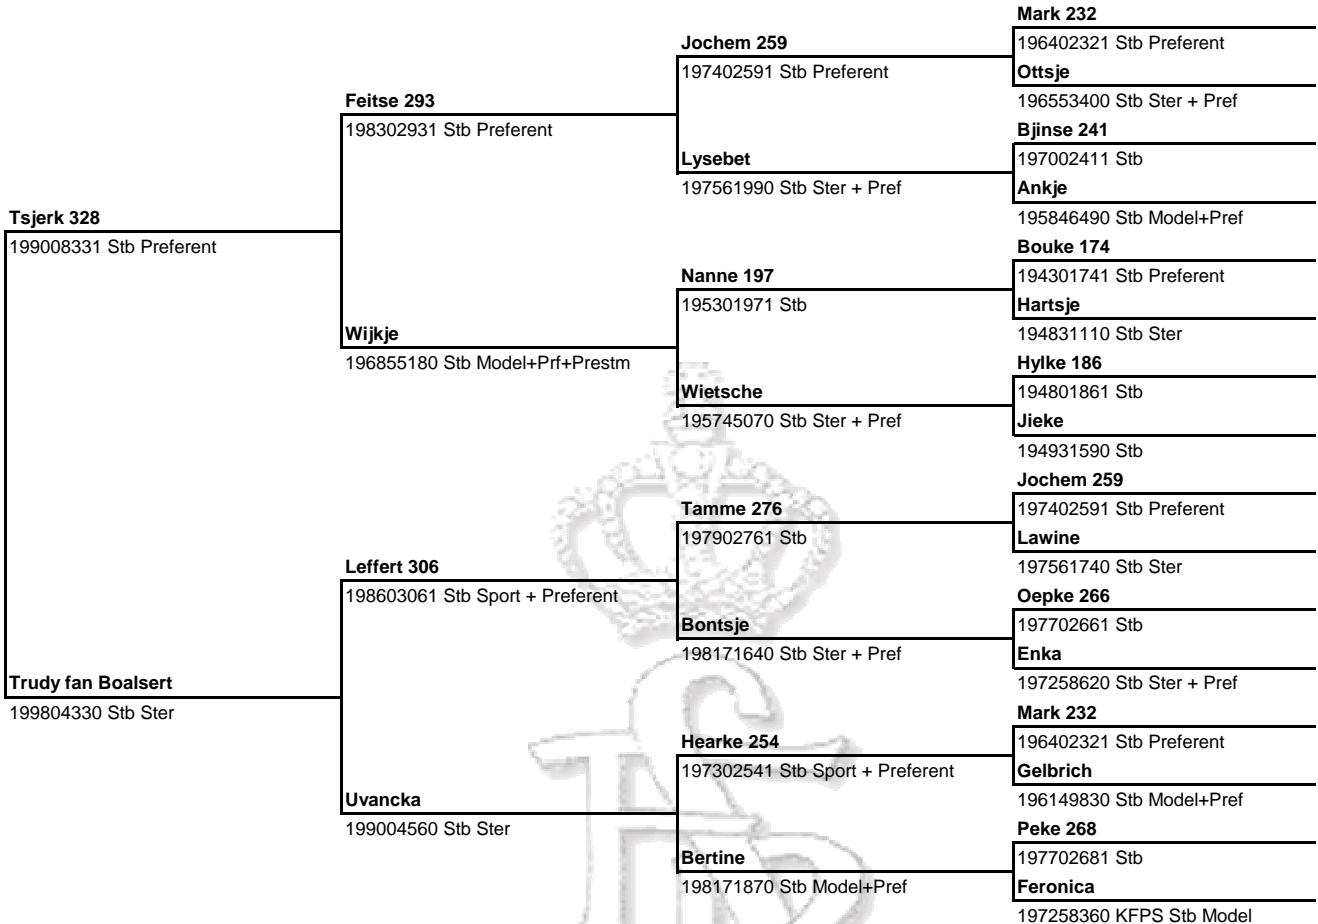 Mark 232
Jochem 259
196402321 Stb Preferent
197402591 Stb Preferent
Ottsje
Feitse 293
196553400 Stb Ster + Pref
198302931 Stb Preferent
Bjinse 241
Lysebet
197002411 Stb
197561990 Stb Ster + Pref
Ankje
Tsjerk 328
195846490 Stb Model+Pref
199008331 Stb Preferent
Bouke 174
Nanne 197
194301741 Stb Preferent
195301971 Stb
Hartsje
Wijkje
194831110 Stb Ster
196855180 Stb Model+Prf+Prestm
Hylke 186
Wietsche
194801861 Stb
195745070 Stb Ster + Pref
Jieke
194931590 Stb
Jochem 259
Tamme 276
197402591 Stb Preferent
197902761 Stb
Lawine
Leffert 306
197561740 Stb Ster
198603061 Stb Sport + Preferent
Oepke 266
Bontsje
197702661 Stb
198171640 Stb Ster + Pref
Enka
Trudy fan Boalsert
197258620 Stb Ster + Pref
199804330 Stb Ster
Mark 232
Hearke 254
196402321 Stb Preferent
197302541 Stb Sport + Preferent
Gelbrich
Uvancka
196149830 Stb Model+Pref
199004560 Stb Ster
Peke 268
Bertine
197702681 Stb
198171870 Stb Model+Pref
Feronica
197258360 KFPS Stb Model